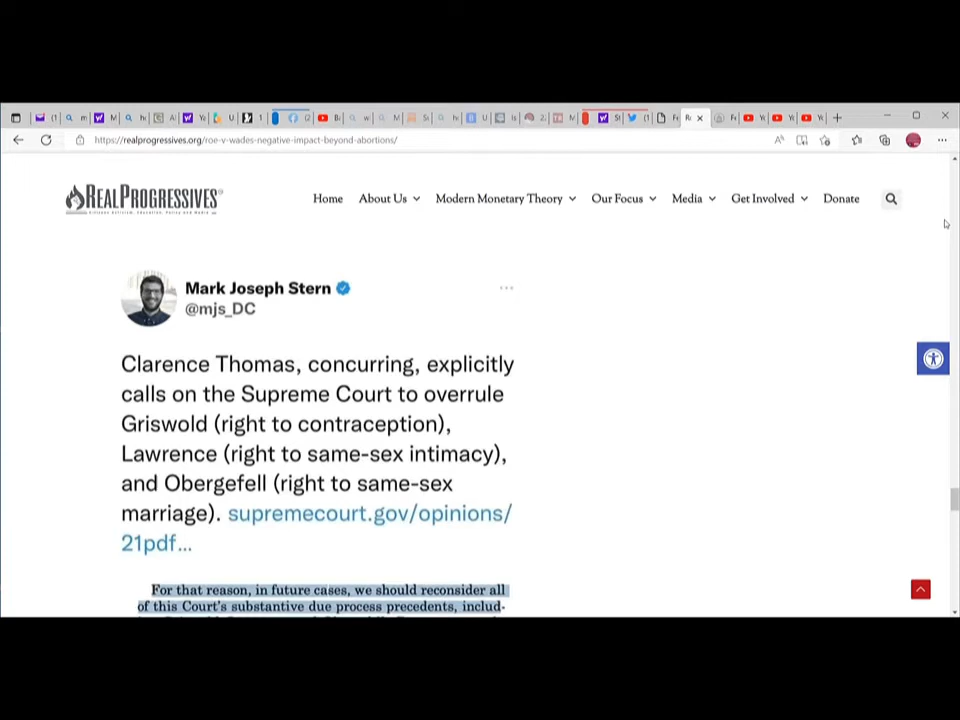 https://realprogressives.org/roe-v-wades-negative-impact-beyond-abortions/
REALPROGRESSIVES
Home About Us Modern Monetary Theory Our Focus Media Get Involved Donate
Mark Joseph Stern
@mjs_DC
Clarence Thomas, concurring, explicitly
calls on the Supreme Court to overrule
Griswold (right to contraception),
Lawrence (right to same-sex intimacy),
and Obergefell (right to same-sex
marriage). supremecourt.gov/opinions/
21pdf...
For that reason, in future cases, we should reconsider all
of this Court's substantive due process precedents, includ-